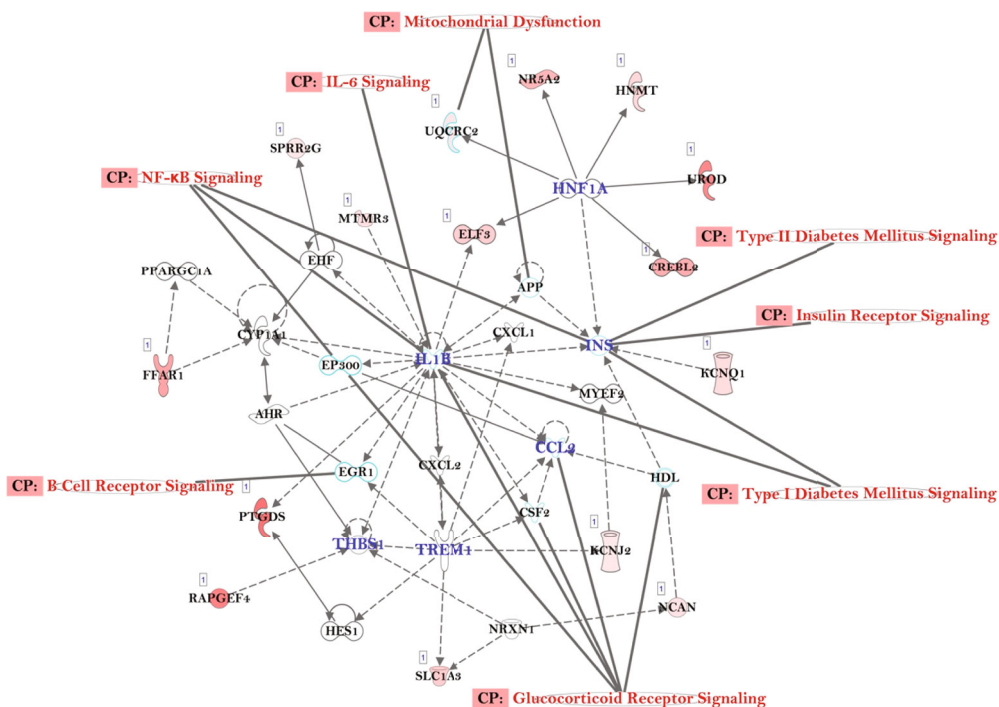 CP: Mitochondrial Dysfunction
1
NR5A2
1
HNMT
CP: IL-6 Signaling
1
UQCRC2
1
SPRR2G
1
UROD
CP: NF-κB Signaling
HNF1A
1
MTMR3
1
ELF3
CP: Type II Diabetes Mellitus Signaling
EHF
1
CREBL2
PPARGC1A
APP
CP: Insulin Receptor Signaling
CYP1A1
CXCL1
IL1B
INS
1
FFAR1
EP300
1
KCNQ1
MYEF2
AHR
CCL2
CXCL2
EGR1
HDL
CP: B Cell Receptor Signaling
1
CP: Type I Diabetes Mellitus Signaling
PTGDS
CSF2
1
THBS1
TREM1
KCNJ2
1
RAPGEF4
1
NCAN
HES1
NRXN1
1
SLC1A3
CP: Glucocorticoid Receptor Signaling